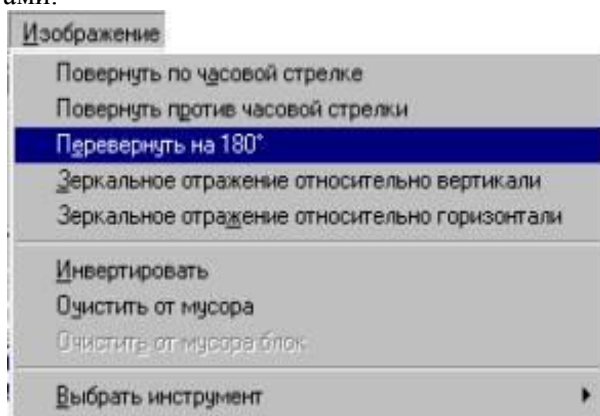 ами:
Изображение
Повернуть по часовой стрелке
Повернуть против часовой стрелки
Перевернуть на 180°
Зеркальное отражение относительно вертикали
Зеркальное отражение относительно горизонтали
Инвертировать
Очистить от мусора
Очистить от мусора блок
Выбрать инструмент